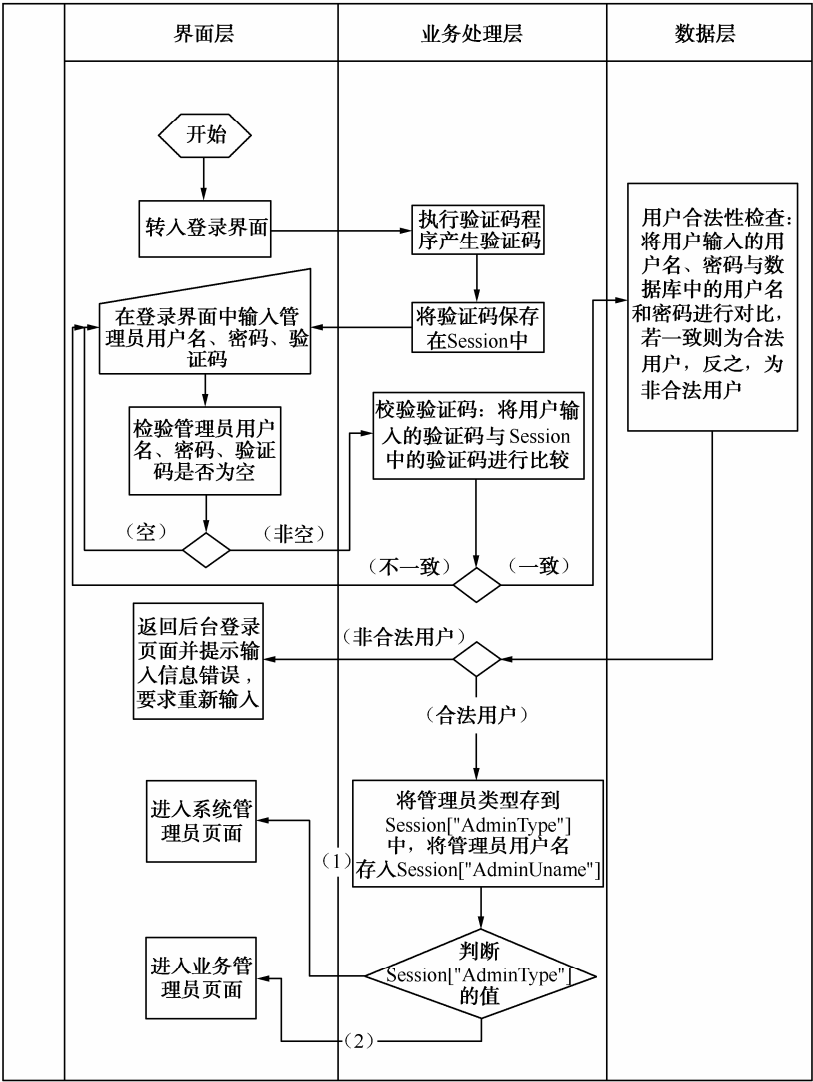 界面层
业务处理层
数据层
开始
转入登录界面
执行验证码程
序产生验证码
将验证码保存
在Session中
在登录界面中输入管
理员用户名、密码、验
证码
检验管理员用户
名、密码、验证
码是否为空
（空）
（非空）
校验验证码：将用户输
入的验证码与 Session
中的验证码进行比较
（不一致）
（一致）
用户合法性检查：
将用户输入的用
户名、密码与数
据库中的用户名
和密码进行对比，
若一致则为合法
用户，反之，为
非合法用户
（非合法用户）
返回后台登录
页面并提示输
入信息错误，
要求重新输入
（合法用户）
将管理员类型存到
Session["AdminType"]
中，将管理员用户名
存入Session["AdminUname"]
进入系统管
理员页面
（1）
判断
Session["AdminType"]
的值
进入业务管
理员页面
（2）